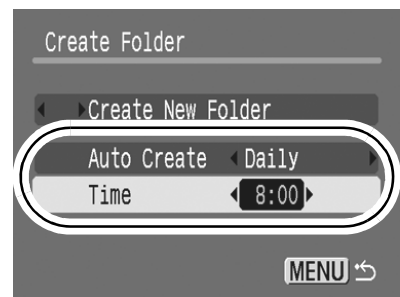 Create Folder
Create New Folder
Auto Create Daily
Time 8:00
MENU